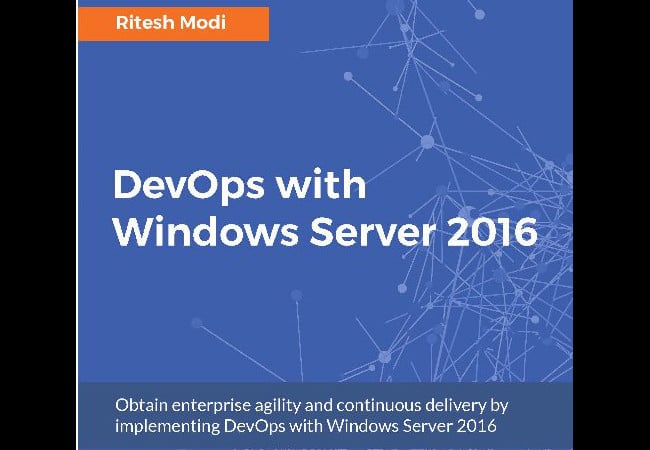 Ritesh Modi
DevOps with
Windows Server 2016
Obtain enterprise agility and continuous delivery by
implementing DevOps with Windows Server 2016